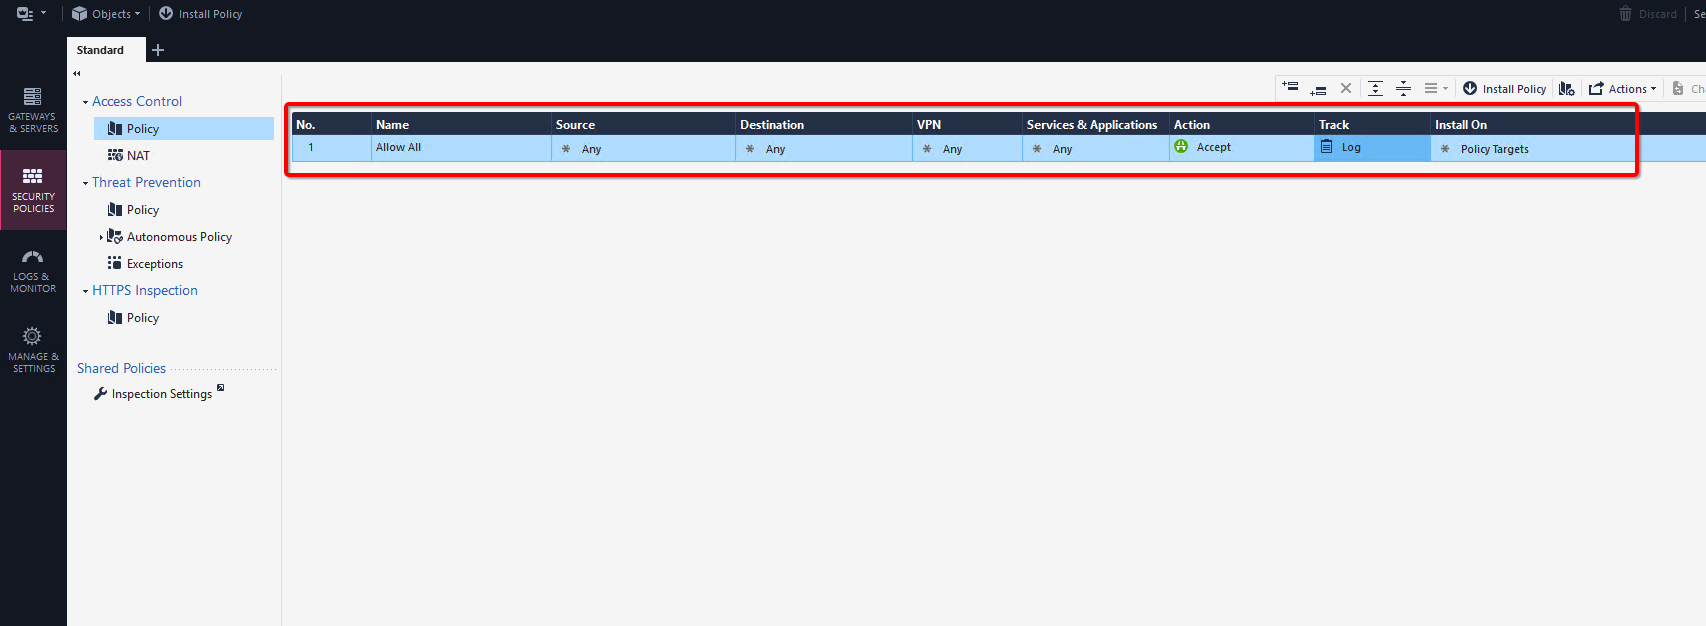 Objects
Install Policy
Discard
Se
Standard
GATEWAYS
& SERVERS
SECURITY
POLICIES
LOGS &
MONITOR
MANAGE &
SETTINGS
Access Control
Policy
NAT
Threat Prevention
Policy
Autonomous Policy
Exceptions
HTTPS Inspection
Policy
Shared Policies
Inspection Settings
Install Policy
Actions
Ch
No. Name Source Destination VPN Services & Applications Action Track Install On
1 Allow All * Any * Any * Any * Any Accept Log * Policy Targets